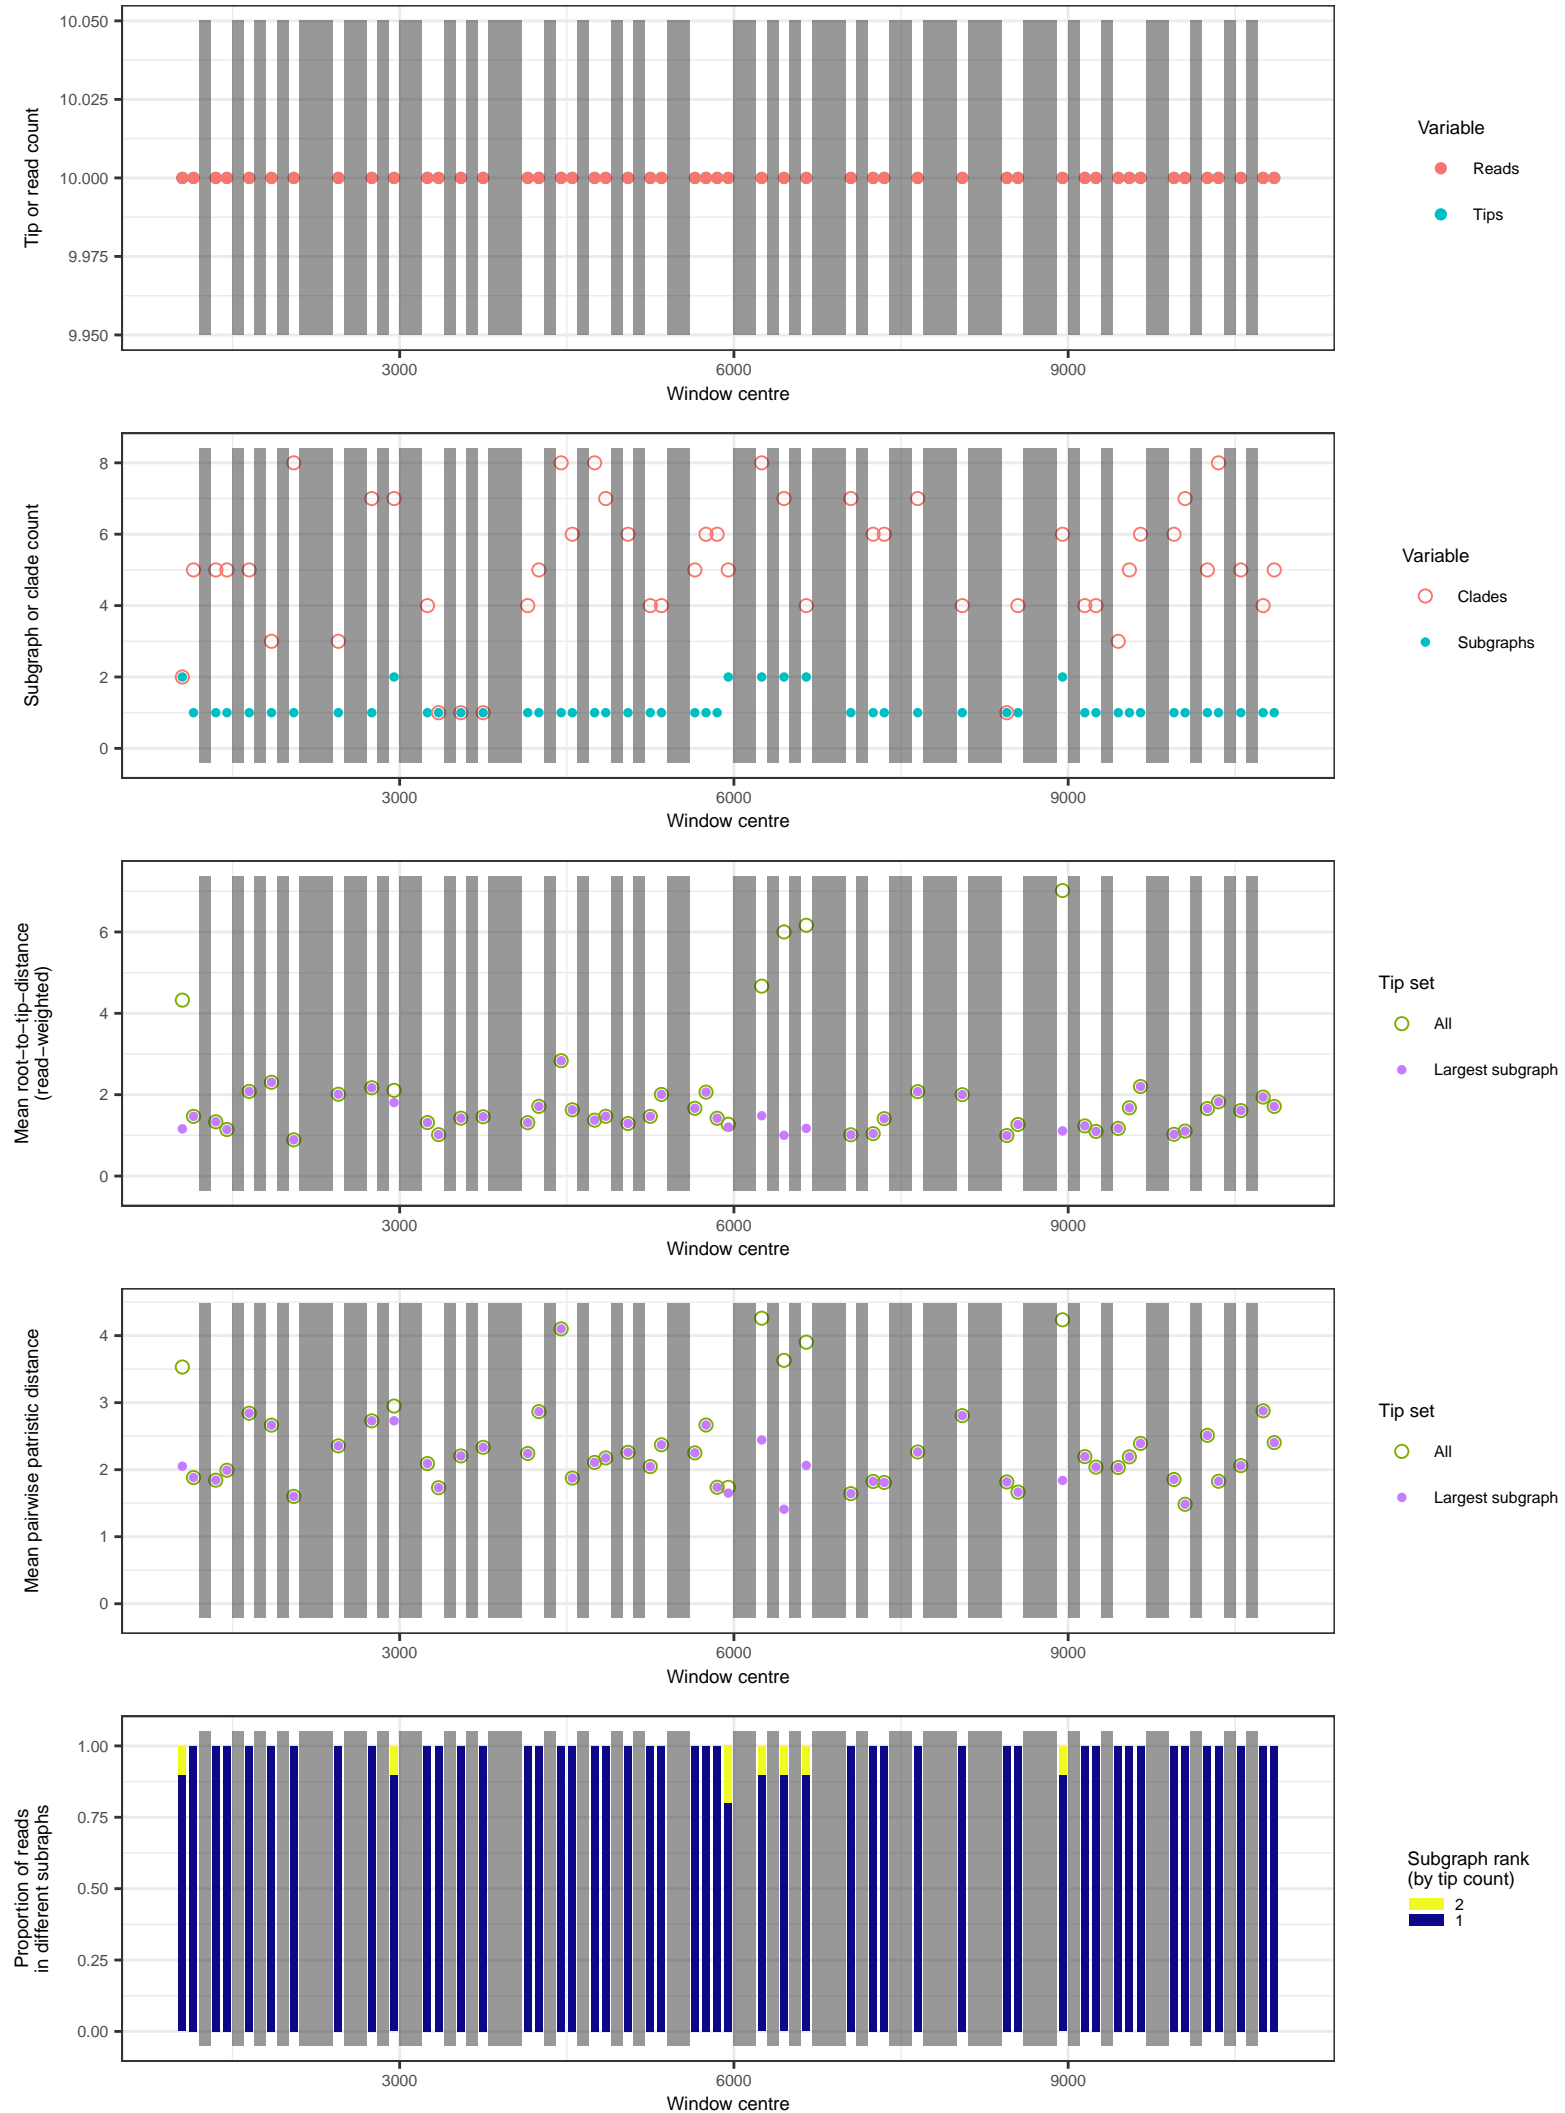 10.050
10.025
10.000
9.975
9.950
Tip or read count
3000
6000
9000
Window centre
Variable
Reads
Tips
8
6
4
2
0
Subgraph or clade count
3000
6000
9000
Window centre
Variable
Clades
Subgraphs
6
4
2
0
Mean root−to−tip−distance
(read−weighted)
3000
6000
9000
Window centre
Tip set
All
Largest subgraph
4
3
2
1
0
Mean pairwise patristic distance
3000
6000
9000
Window centre
Tip set
All
Largest subgraph
1.00
0.75
0.50
0.25
0.00
Proportion of reads
in different subraphs
3000
6000
9000
Window centre
Subgraph rank
(by tip count)
2
1